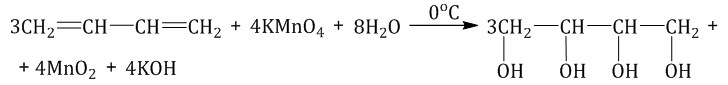 3CH₂═CH—CH═CH₂ + 4KMnO₄ + 8H₂O ⟶ 0°C 3CH₂—CH—CH—CH₂ +
OH OH OH OH
+ 4MnO₂ + 4KOH